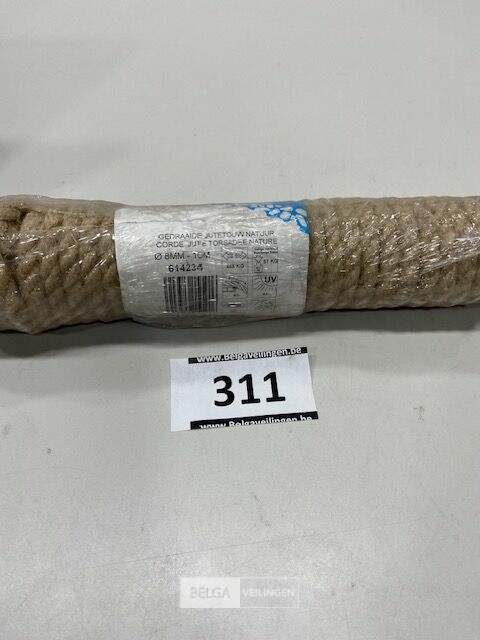 GEDRAAIDE JUTETOUW NATUUR
CORDE JUTE TORSADEE NATURE
Ø 8MM - 10M
614234
UV
www.Belgaveilingen.be
311
www.Belgaveilingen.be
BELGA VEILINGEN